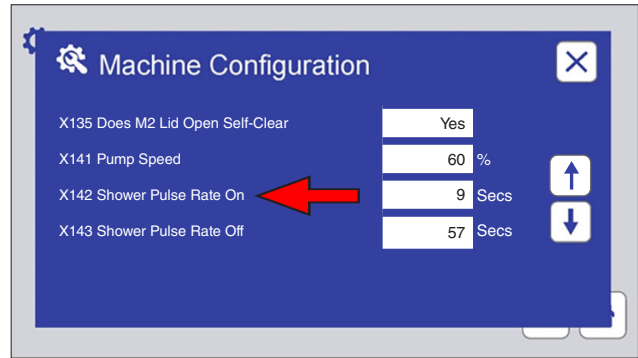 Machine Configuration
X135 Does M2 Lid Open Self-Clear Yes
X141 Pump Speed 60 %
X142 Shower Pulse Rate On 9 Secs
X143 Shower Pulse Rate Off 57 Secs